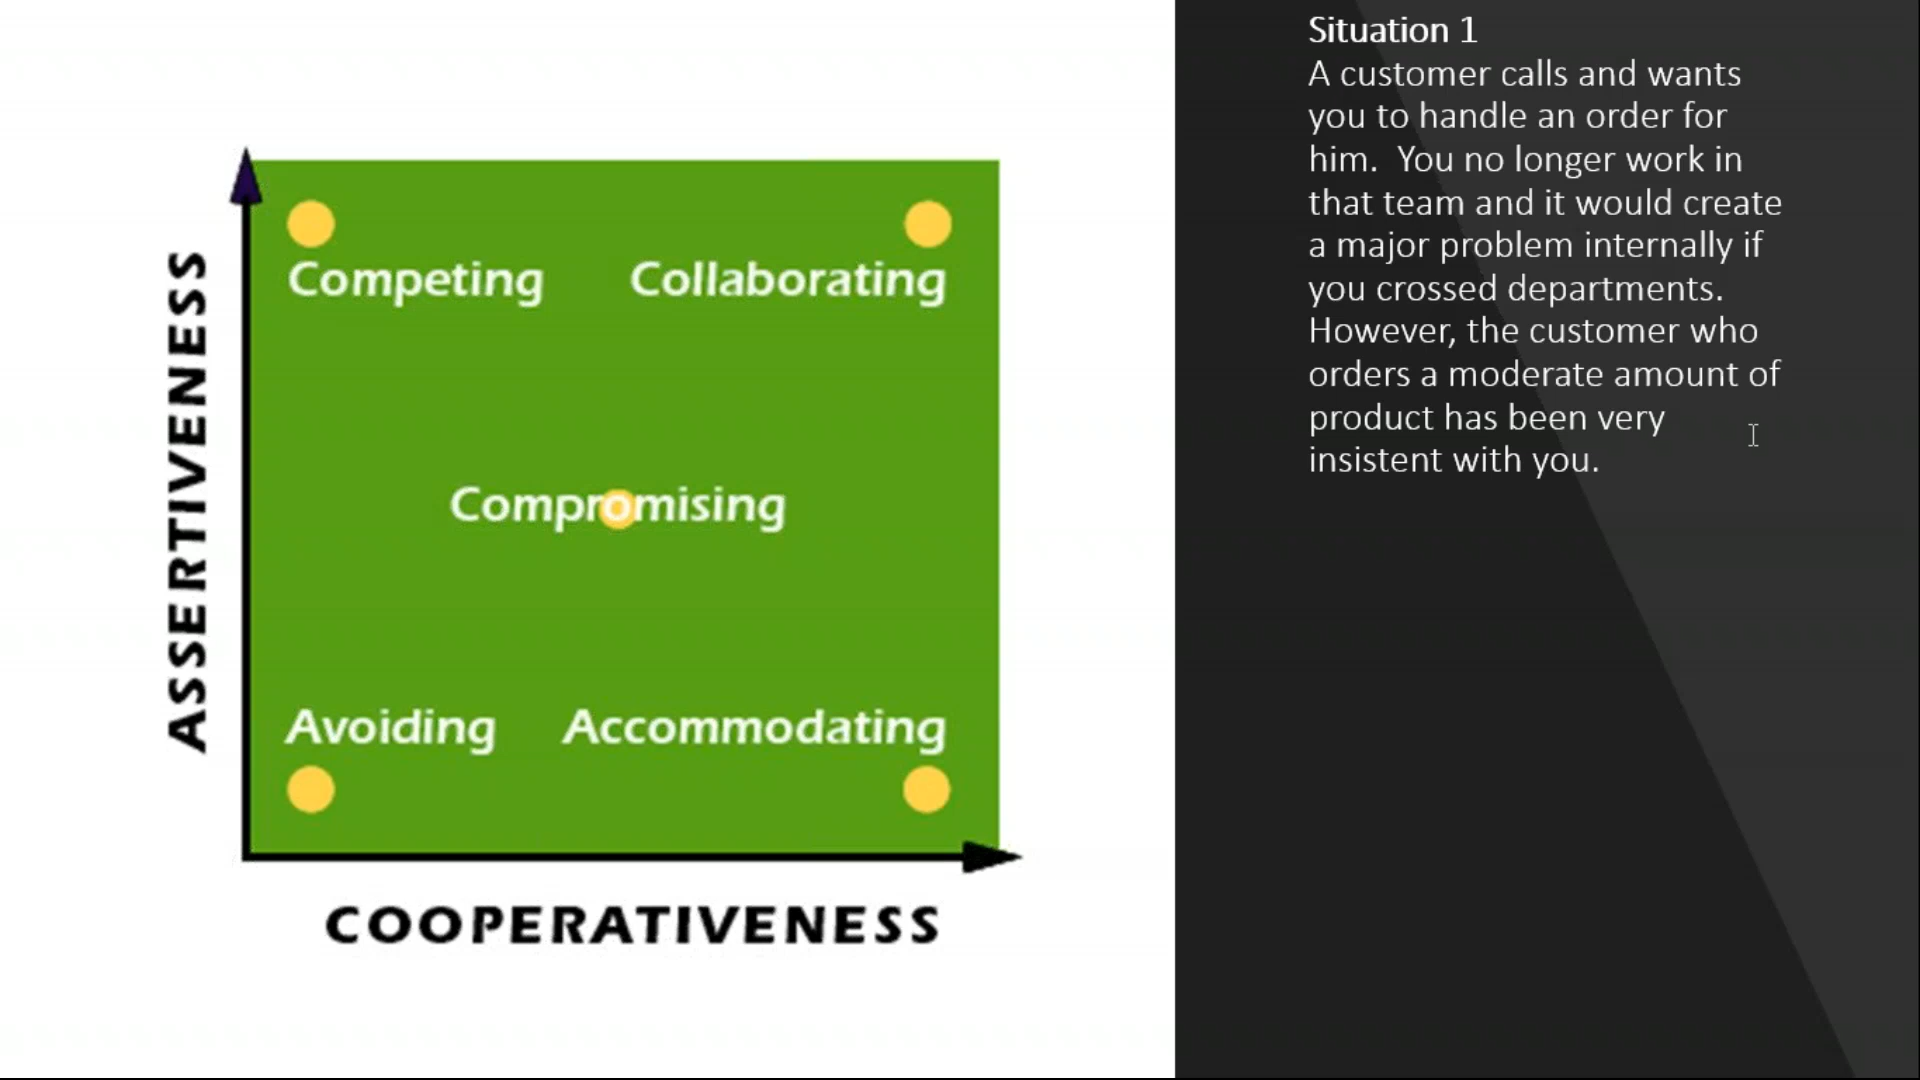 Situation 1
A customer calls and wants
you to handle an order for
him.  You no longer work in
that team and it would create
a major problem internally if
you crossed departments.
However, the customer who
orders a moderate amount of
product has been very
insistent with you.
ASSERTIVENESS
Competing
Collaborating
Compromising
Avoiding
Accommodating
COOPERATIVENESS